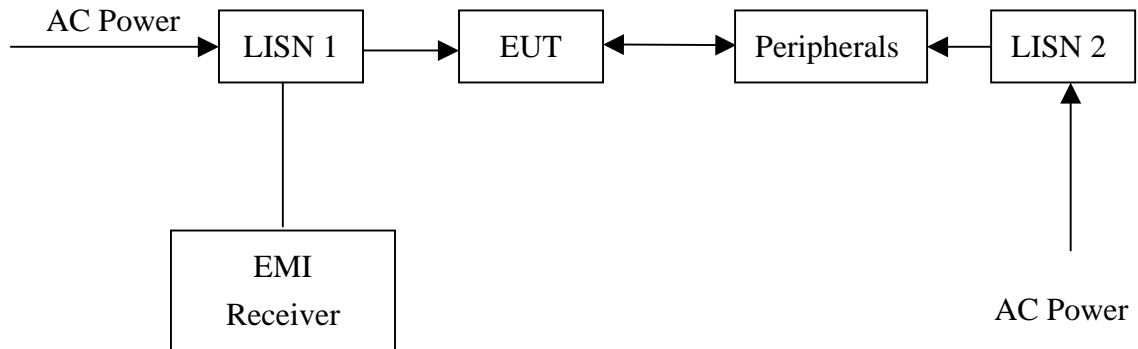 AC Power
LISN 1
EUT
Peripherals
LISN 2
EMI
Receiver
AC Power